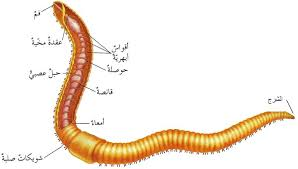 فمٌ
عقدةٌ مخيةٌ
أقواسٌ
أبهريةٌ
حوصلةٌ
حبلٌ عصبيٌّ
قانصةٌ
أمعاءٌ
الشرج
شويكاتٌ صلبةٌ